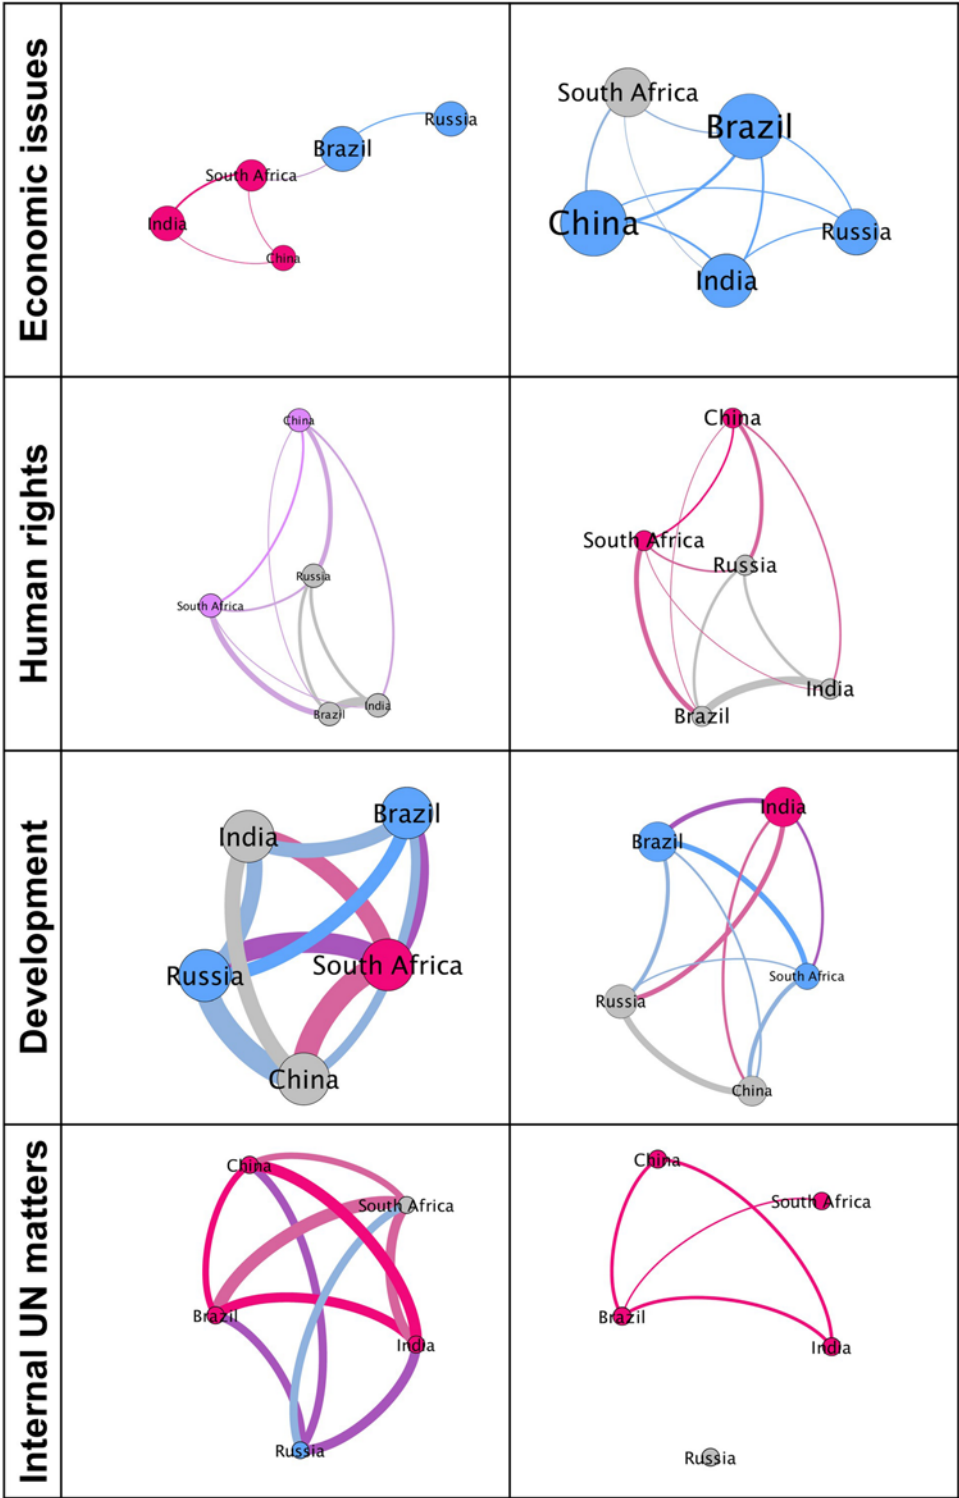 Economic issues
Russia
Brazil
South Africa
India
China
South Africa
Brazil
China
Russia
India
Human rights
China
Russia
South Africa
Brazil
India
China
South Africa
Russia
India
Brazil
Development
Brazil
India
South Africa
Russia
China
India
Brazil
South Africa
Russia
China
Internal UN matters
China
South Africa
Brazil
India
Russia
China
South Africa
Brazil
India
Russia